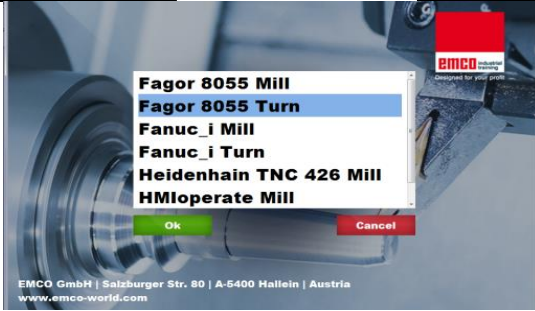 emco industrial
training
Designed for your profit
Fagor 8055 Mill
Fagor 8055 Turn
Fanuc_i Mill
Fanuc_i Turn
Heidenhain TNC 426 Mill
HMIoperate Mill
Ok Cancel
EMCO GmbH | Salzburger Str. 80 | A-5400 Hallein | Austria
www.emco-world.com